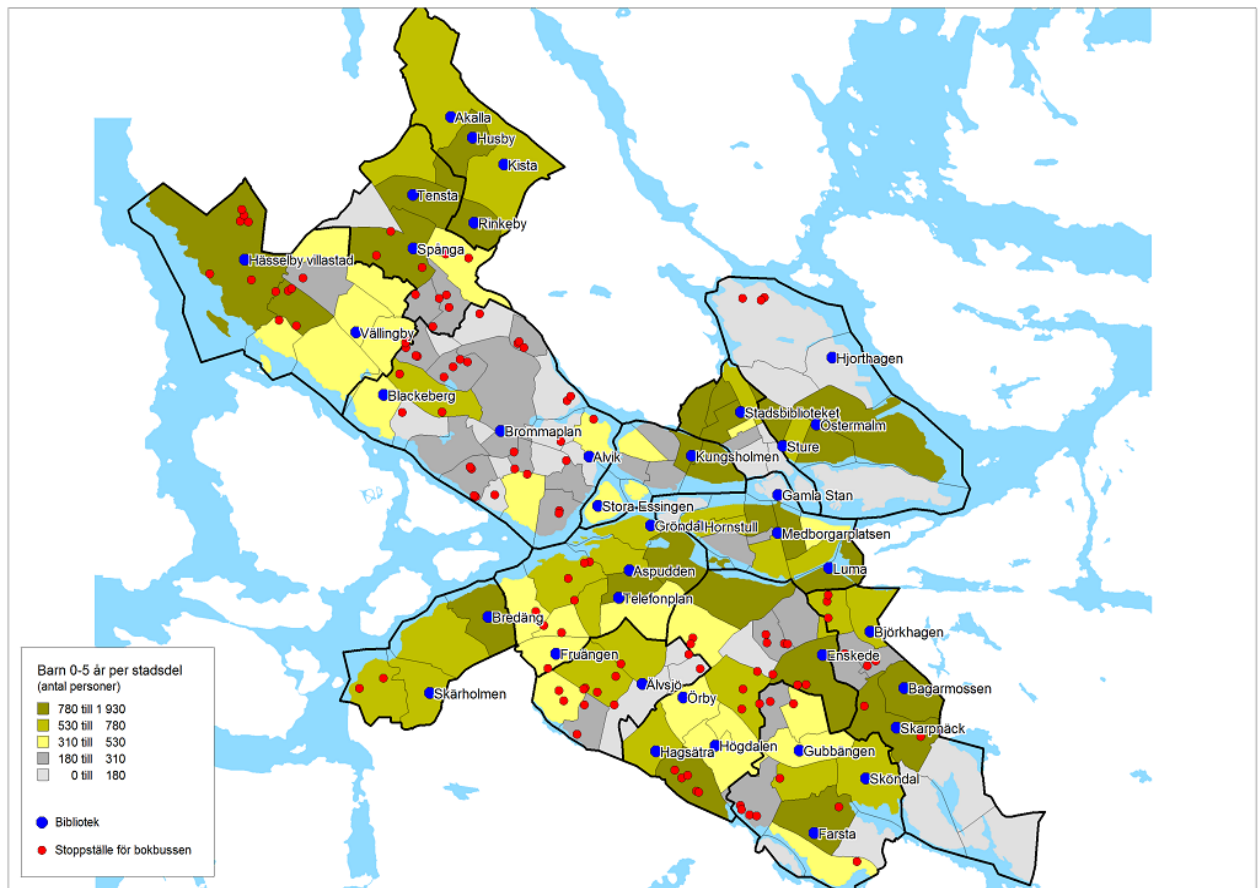 Akalla
Husby
Kista
Tensta
Rinkeby
Spånga
Hässelby villastad
Vällingby
Hjorthagen
Blackeberg
Stadsbiblioteket
Östermalm
Brommaplan
Sture
Alvik
Kungsholmen
Gamla Stan
Stora Essingen
Gröndal
Hornstull
Medborgarplatsen
Luma
Aspudden
Telefonplan
Bredäng
Björkhagen
Fruängen
Enskede
Älvsjö
Bagarmossen
Skärholmen
Örby
Skarpnäck
Högdalen
Hagsätra
Gubbängen
Sköndal
Farsta
Barn 0-5 år per stadsdel
(antal personer)
780 till 1 930
530 till 780
310 till 530
180 till 310
0 till 180
Bibliotek
Stoppställe för bokbussen